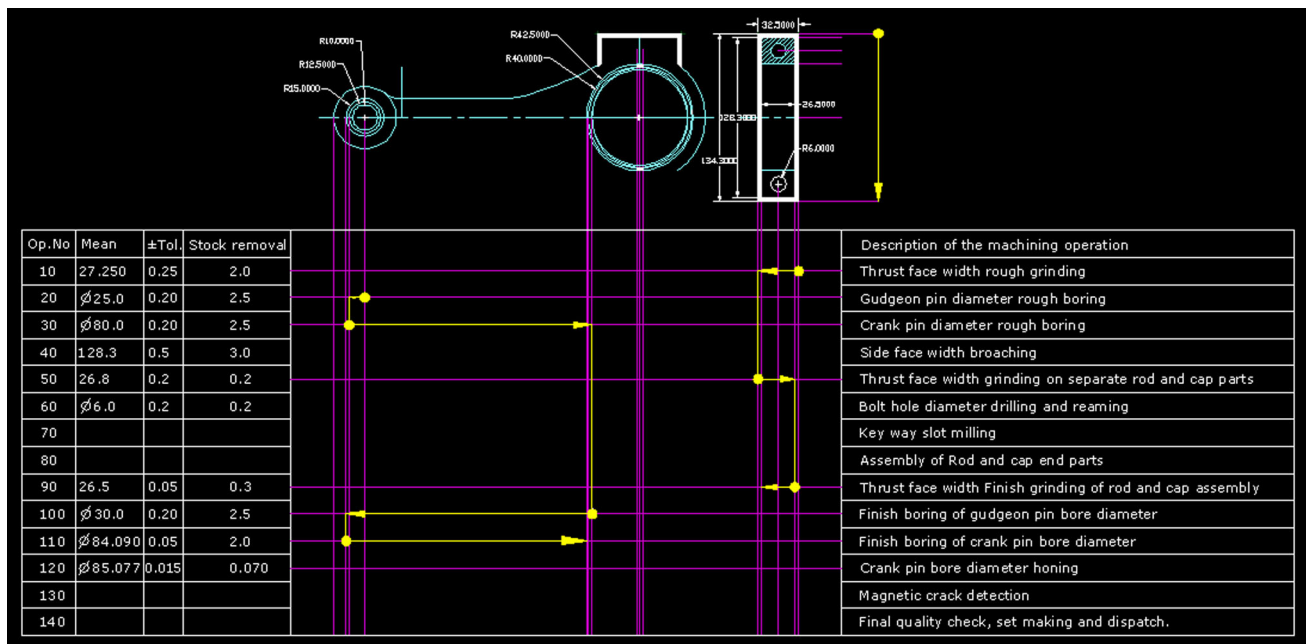 32.5000
R10.0000
R42.5000
R12.5000
R40.0000
R15.0000
26.5000
128.3000
R6.0000
134.3000
Op.No Mean ±Tol. Stock removal Description of the machining operation
10 27.250 0.25 2.0 Thrust face width rough grinding
20 Ø25.0 0.20 2.5 Gudgeon pin diameter rough boring
30 Ø80.0 0.20 2.5 Crank pin diameter rough boring
40 128.3 0.5 3.0 Side face width broaching
50 26.8 0.2 0.2 Thrust face width grinding on separate rod and cap parts
60 Ø6.0 0.2 0.2 Bolt hole diameter drilling and reaming
70 Key way slot milling
80 Assembly of Rod and cap end parts
90 26.5 0.05 0.3 Thrust face width Finish grinding of rod and cap assembly
100 Ø30.0 0.20 2.5 Finish boring of gudgeon pin bore diameter
110 Ø84.090 0.05 2.0 Finish boring of crank pin bore diameter
120 Ø85.077 0.015 0.070 Crank pin bore diameter honing
130 Magnetic crack detection
140 Final quality check, set making and dispatch.